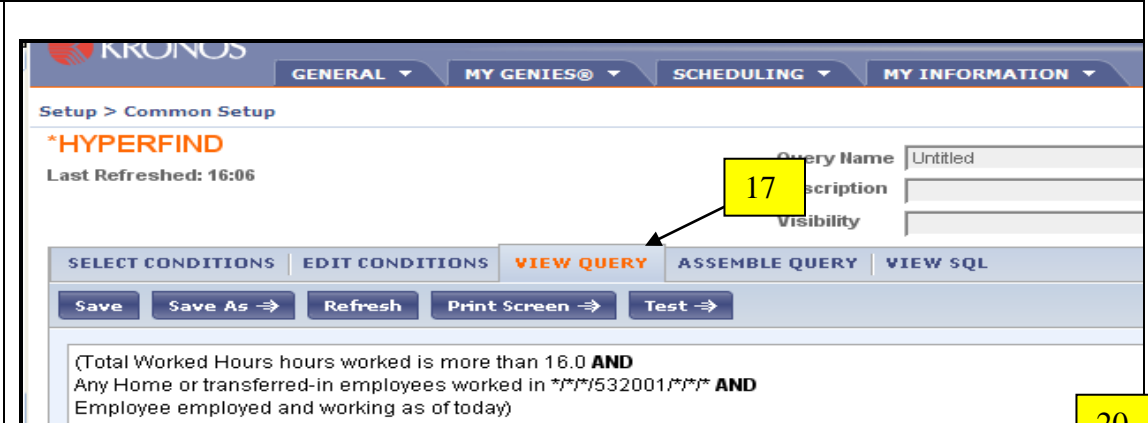 KRONOS
GENERAL MY GENIES® SCHEDULING MY INFORMATION
Setup > Common Setup
*HYPERFIND
Last Refreshed: 16:06
Query Name Untitled
17
scription
Visibility
SELECT CONDITIONS EDIT CONDITIONS VIEW QUERY ASSEMBLE QUERY VIEW SQL
Save Save As Refresh Print Screen Test
(Total Worked Hours hours worked is more than 16.0 AND
Any Home or transferred-in employees worked in */*/*/532001/*/*/* AND
Employee employed and working as of today)
20